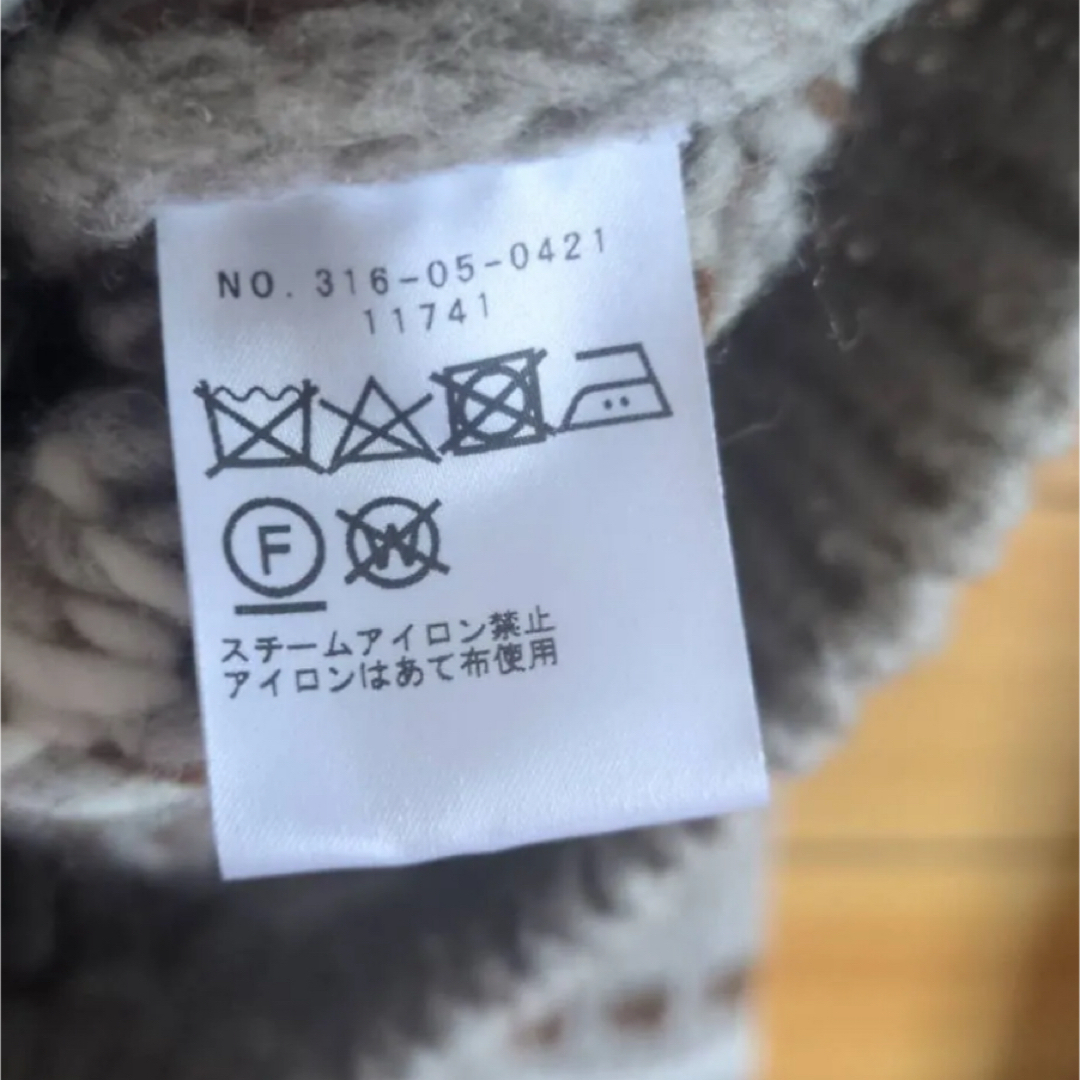 NO. 316-05-0421
11741
F W
スチームアイロン禁止
アイロンはあて布使用